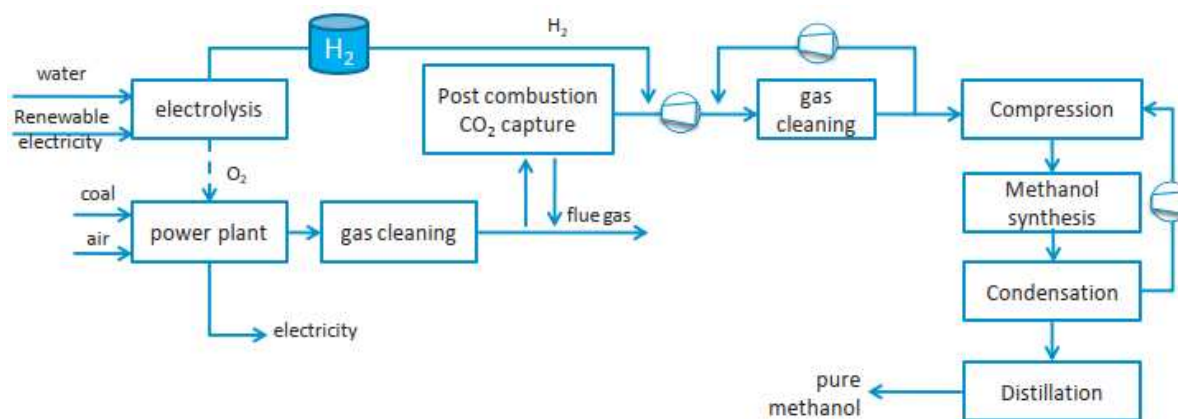 H₂
H₂
water
electrolysis
Renewable
electricity
Post combustion
CO₂ capture
gas
cleaning
Compression
O₂
coal
power plant
air
gas cleaning
flue gas
Methanol
synthesis
Condensation
electricity
pure
methanol
Distillation